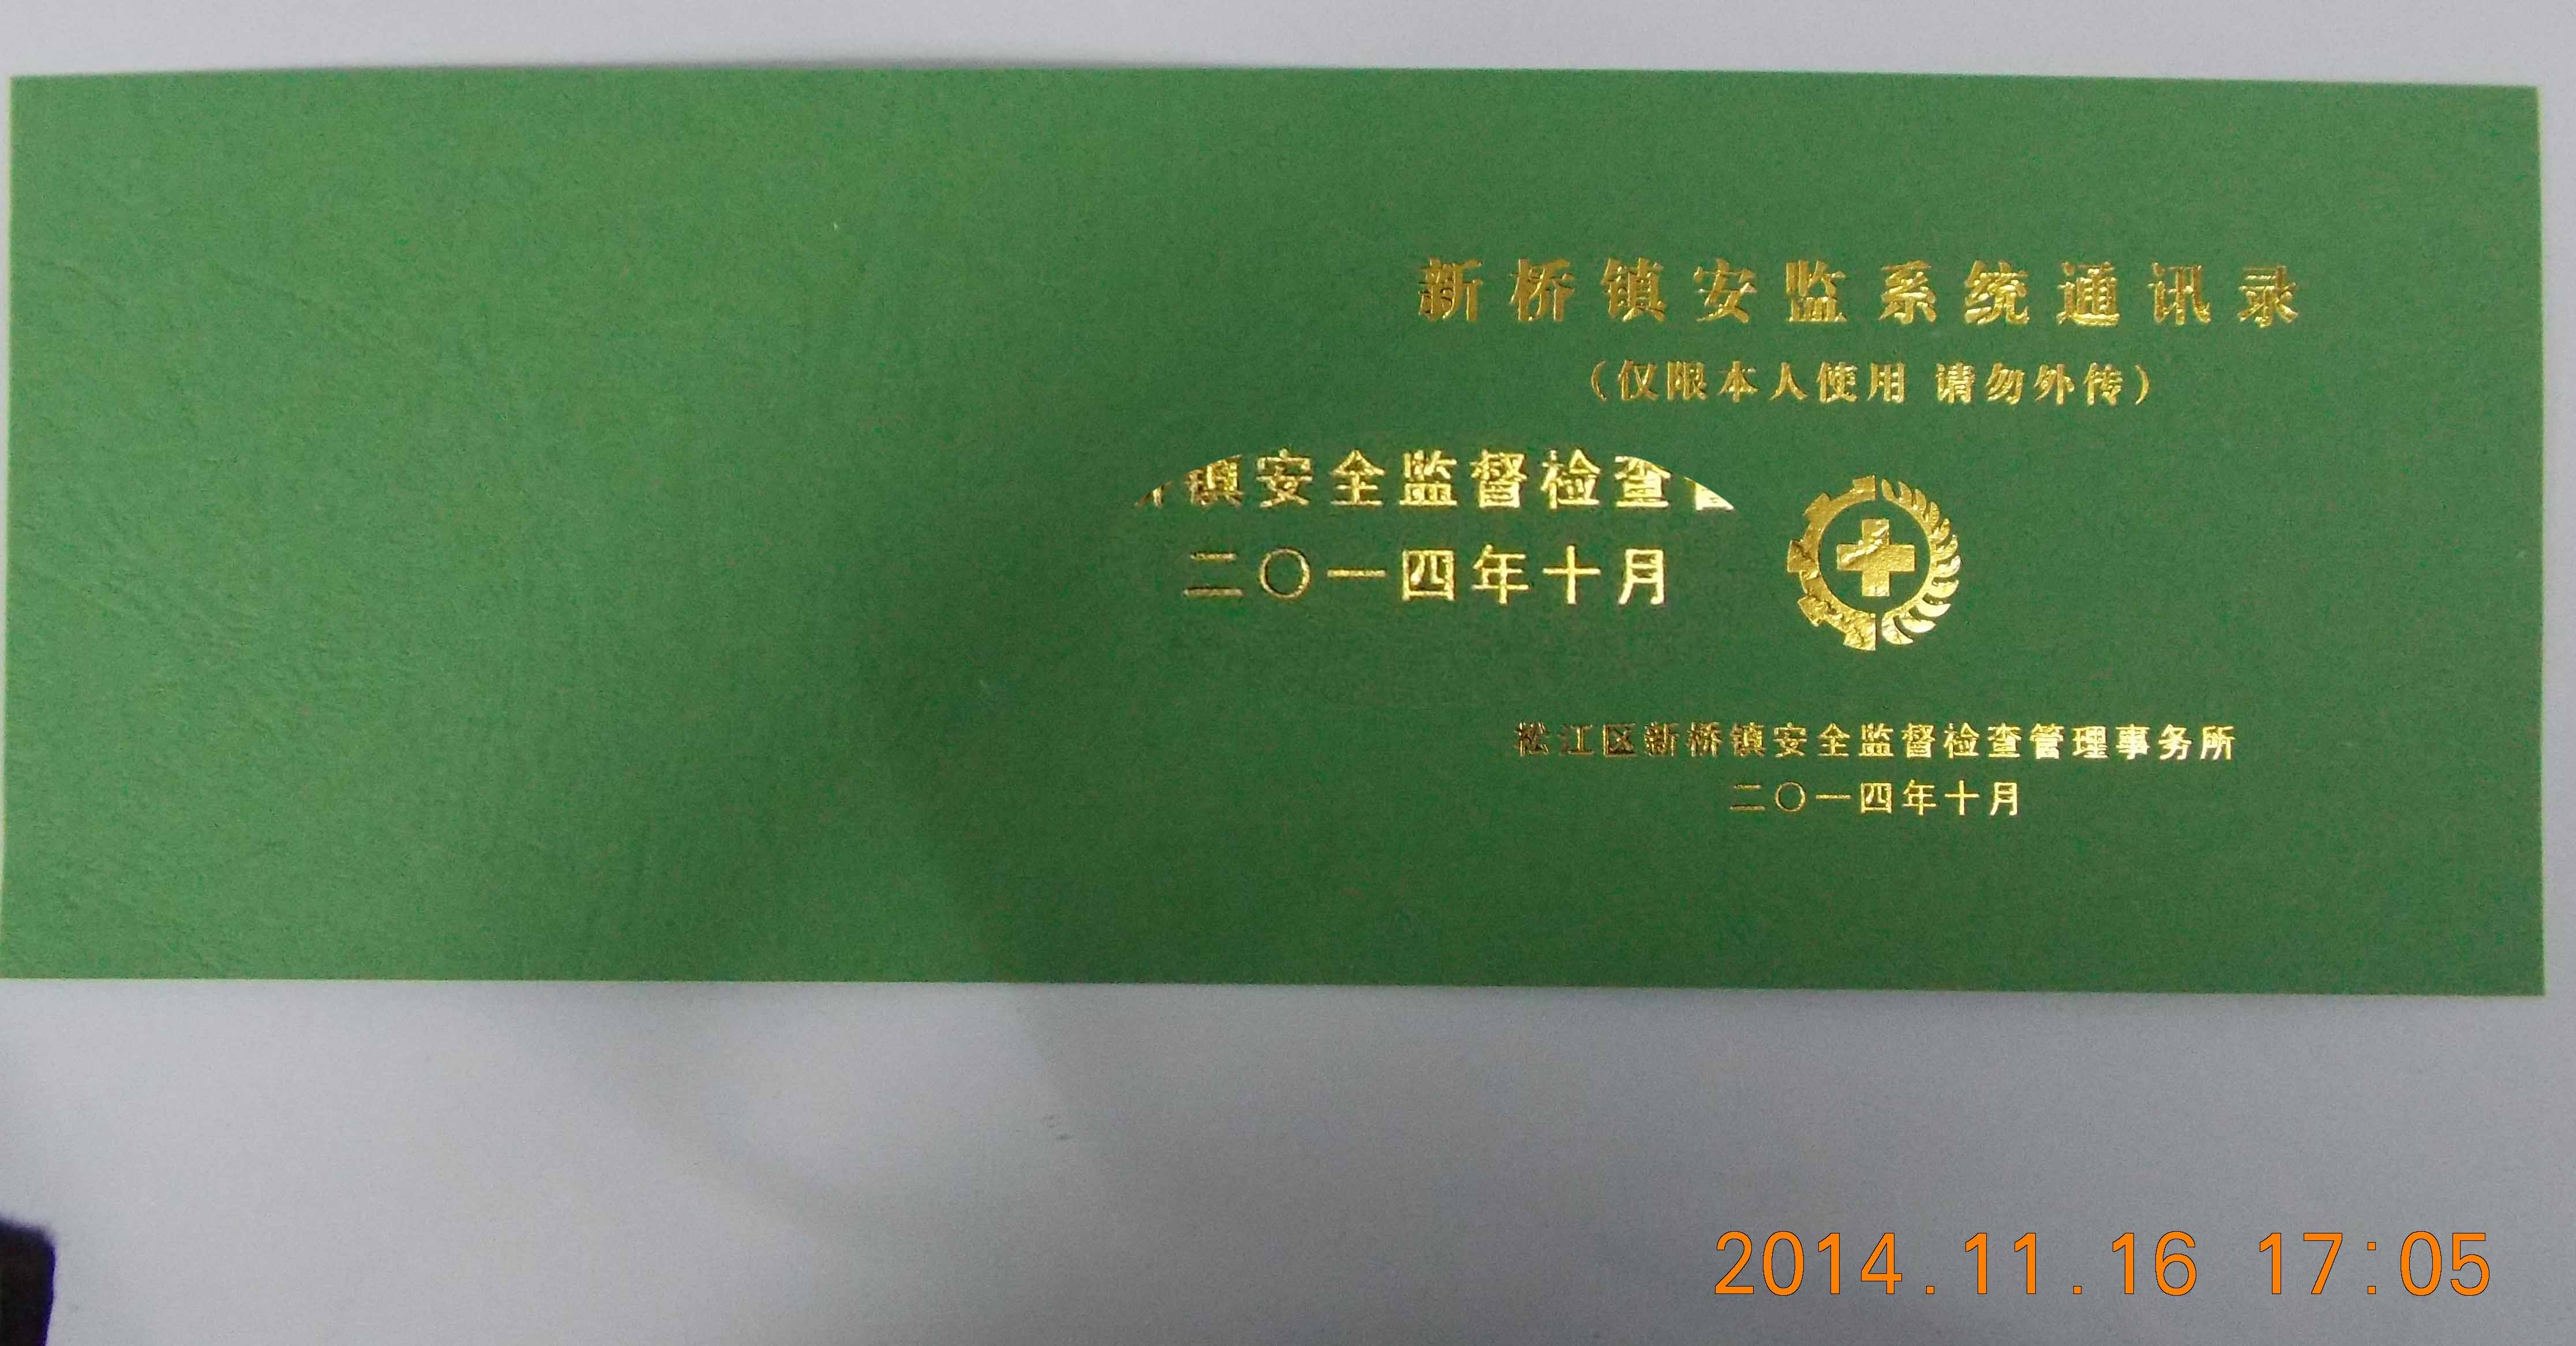 新桥镇安监系统通讯录
（仅限本人使用 请勿外传）
镇安全监督检查
二〇一四年十月
松江区新桥镇安全监督检查管理事务所
二〇一四年十月
2014.11.16 17:05